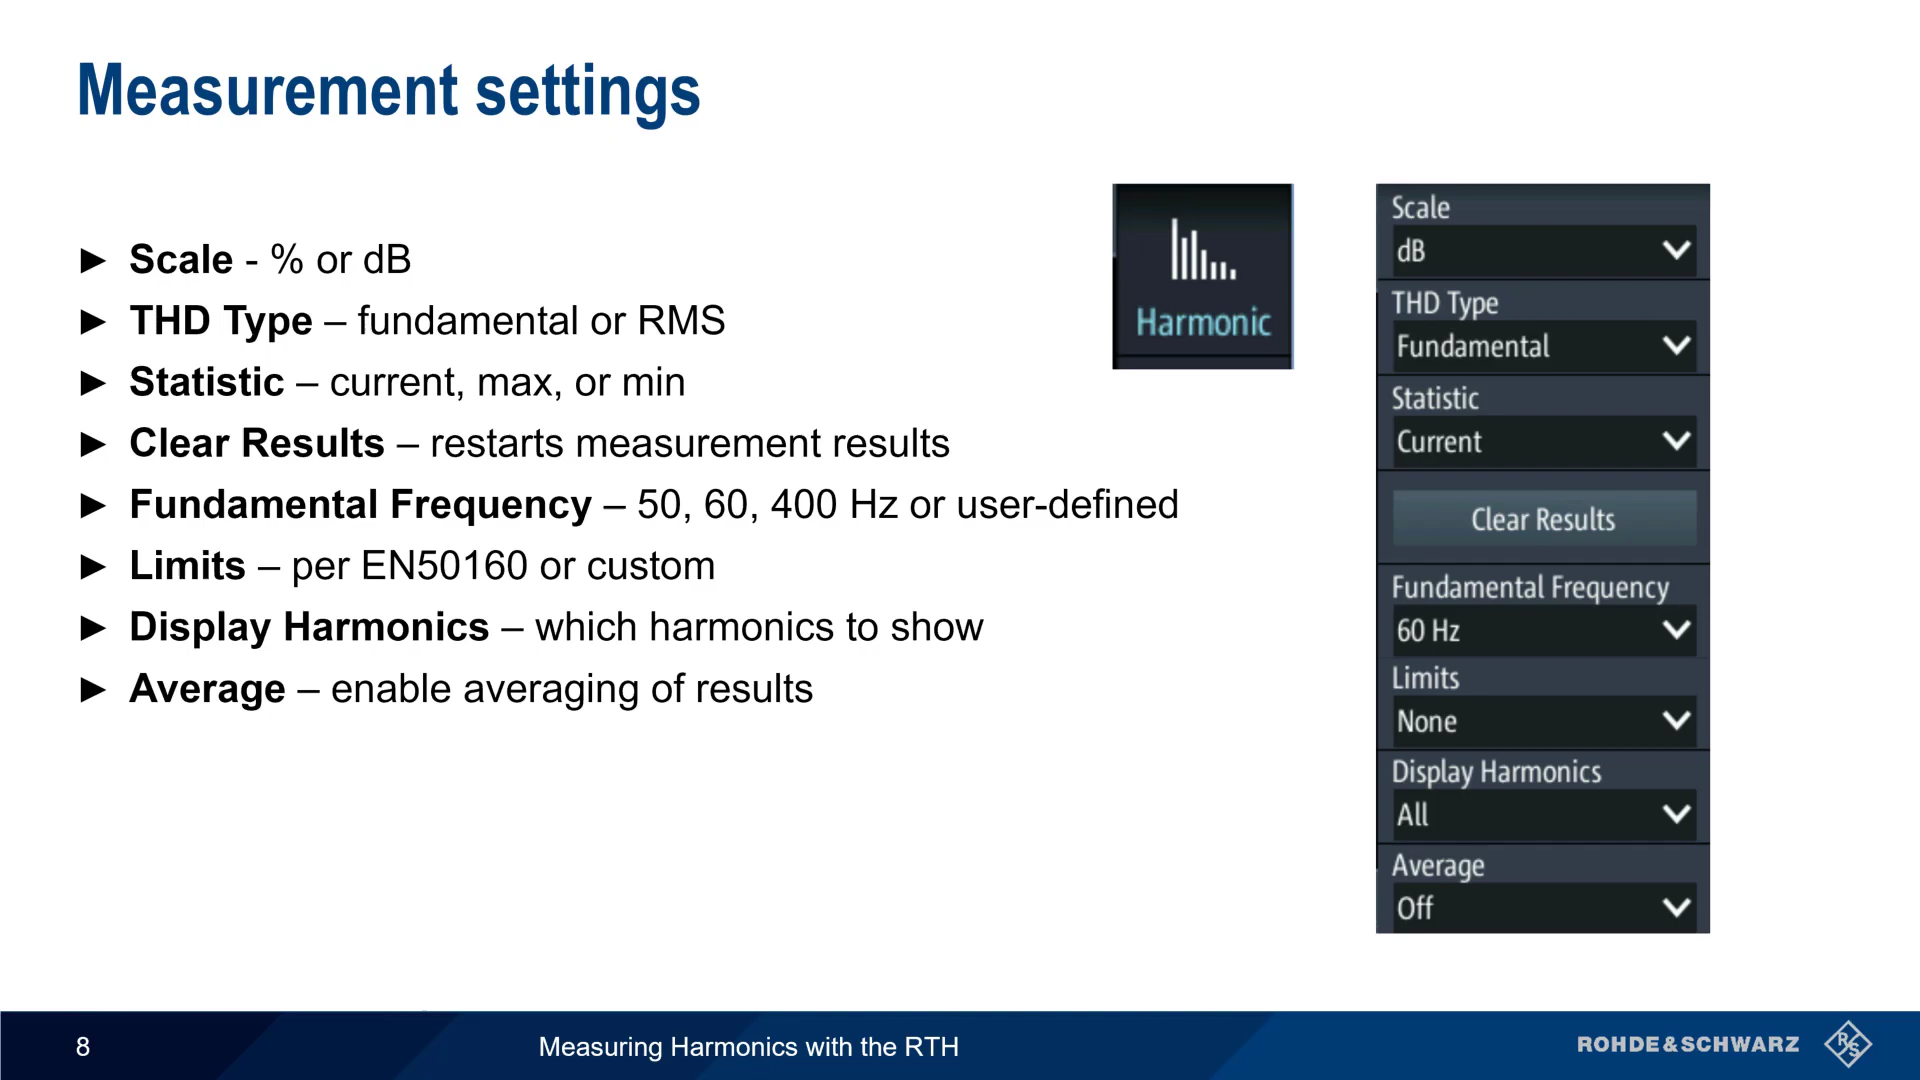 Measurement settings
► Scale - % or dB
► THD Type – fundamental or RMS
► Statistic – current, max, or min
► Clear Results – restarts measurement results
► Fundamental Frequency – 50, 60, 400 Hz or user-defined
► Limits – per EN50160 or custom
► Display Harmonics – which harmonics to show
► Average – enable averaging of results
Harmonic
Scale
dB
THD Type
Fundamental
Statistic
Current
Clear Results
Fundamental Frequency
60 Hz
Limits
None
Display Harmonics
All
Average
Off
8
Measuring Harmonics with the RTH
ROHDE&SCHWARZ
R&S